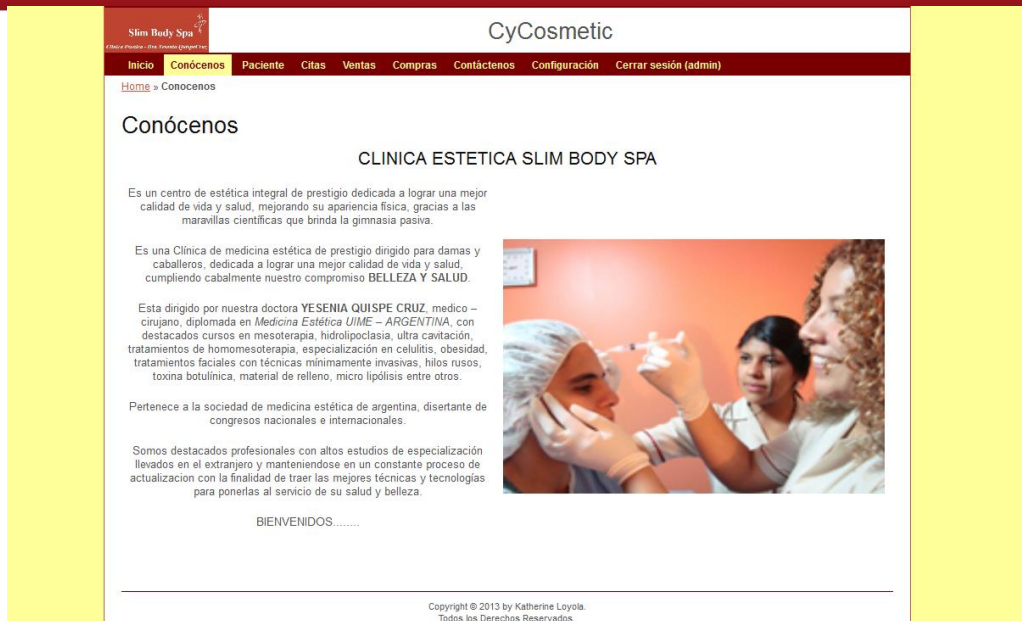 Slim Body Spa
CyCosmetic
Inicio Conócenos Paciente Citas Ventas Compras Contáctenos Configuración Cerrar sesión (admin)
Home » Conocenos
Conócenos
CLINICA ESTETICA SLIM BODY SPA
Es un centro de estética integral de prestigio dedicada a lograr una mejor
calidad de vida y salud, mejorando su apariencia física, gracias a las
maravillas científicas que brinda la gimnasia pasiva.
Es una Clínica de medicina estética de prestigio dirigido para damas y
caballeros, dedicada a lograr una mejor calidad de vida y salud,
cumpliendo cabalmente nuestro compromiso BELLEZA Y SALUD.
Esta dirigido por nuestra doctora YESENIA QUISPE CRUZ, medico –
cirujano, diplomada en Medicina Estética UIME – ARGENTINA, con
destacados cursos en mesoterapia, hidrolipoclasia, ultra cavitación,
tratamientos de homomesoterapia, especialización en celulitis, obesidad,
tratamientos faciales con técnicas mínimamente invasivas, hilos rusos,
toxina botulínica, material de relleno, micro lipólisis entre otros.
Pertenece a la sociedad de medicina estética de argentina, disertante de
congresos nacionales e internacionales.
Somos destacados profesionales con altos estudios de especialización
llevados en el extranjero y manteniendose en un constante proceso de
actualizacion con la finalidad de traer las mejores técnicas y tecnologías
para ponerlas al servicio de su salud y belleza.
BIENVENIDOS........
Copyright © 2013 by Katherine Loyola.
Todos los Derechos Reservados.